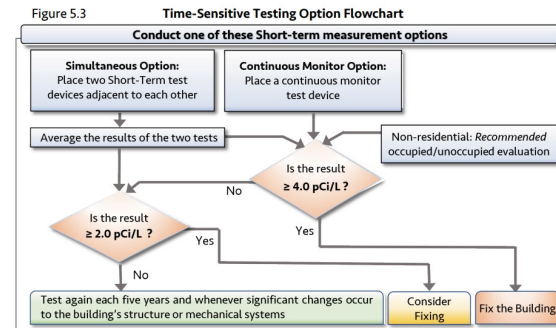 Figure 5.3
Time-Sensitive Testing Option Flowchart
Conduct one of these Short-term measurement options
Simultaneous Option:
Place two Short-Term test
devices adjacent to each other
Continuous Monitor Option:
Place a continuous monitor
test device
Average the results of the two tests
Non-residential: Recommended
occupied/unoccupied evaluation
Is the result
≥ 4.0 pCi/L ?
No
Yes
Is the result
≥ 2.0 pCi/L ?
Yes
No
Test again each five years and whenever significant changes occur
to the building's structure or mechanical systems
Consider
Fixing
Fix the Building